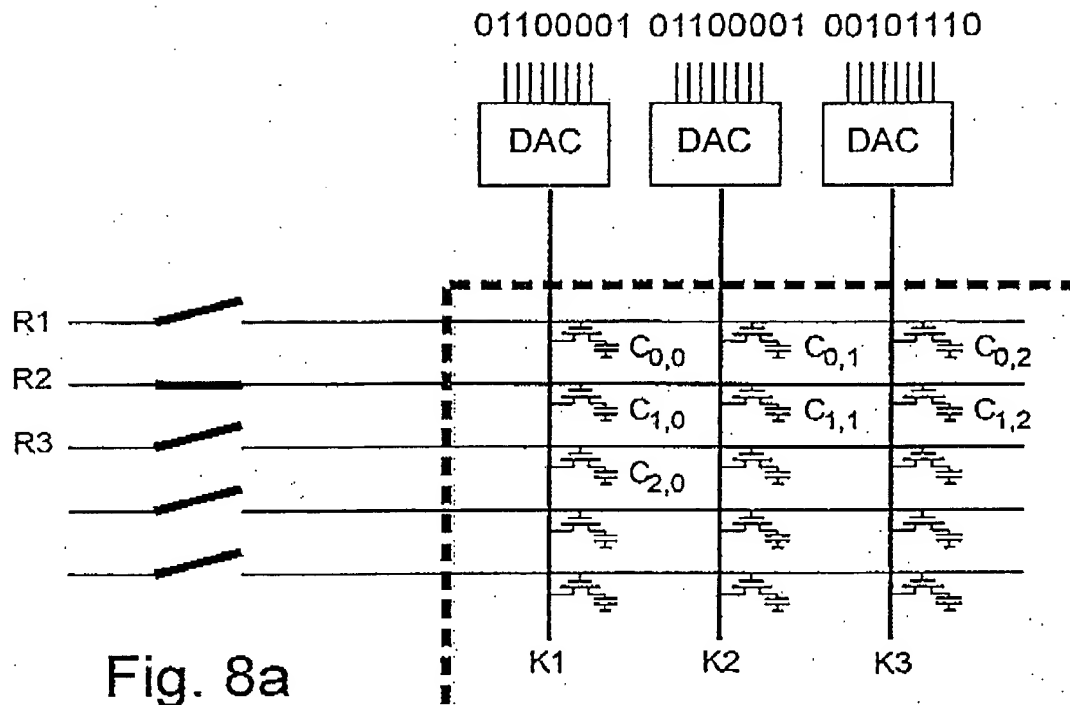 01100001 01100001 00101110
DAC DAC DAC
R1
C0,0 C0,1 C0,2
R2
C1,0 C1,1 C1,2
R3
C2,0
K1 K2 K3
Fig. 8a